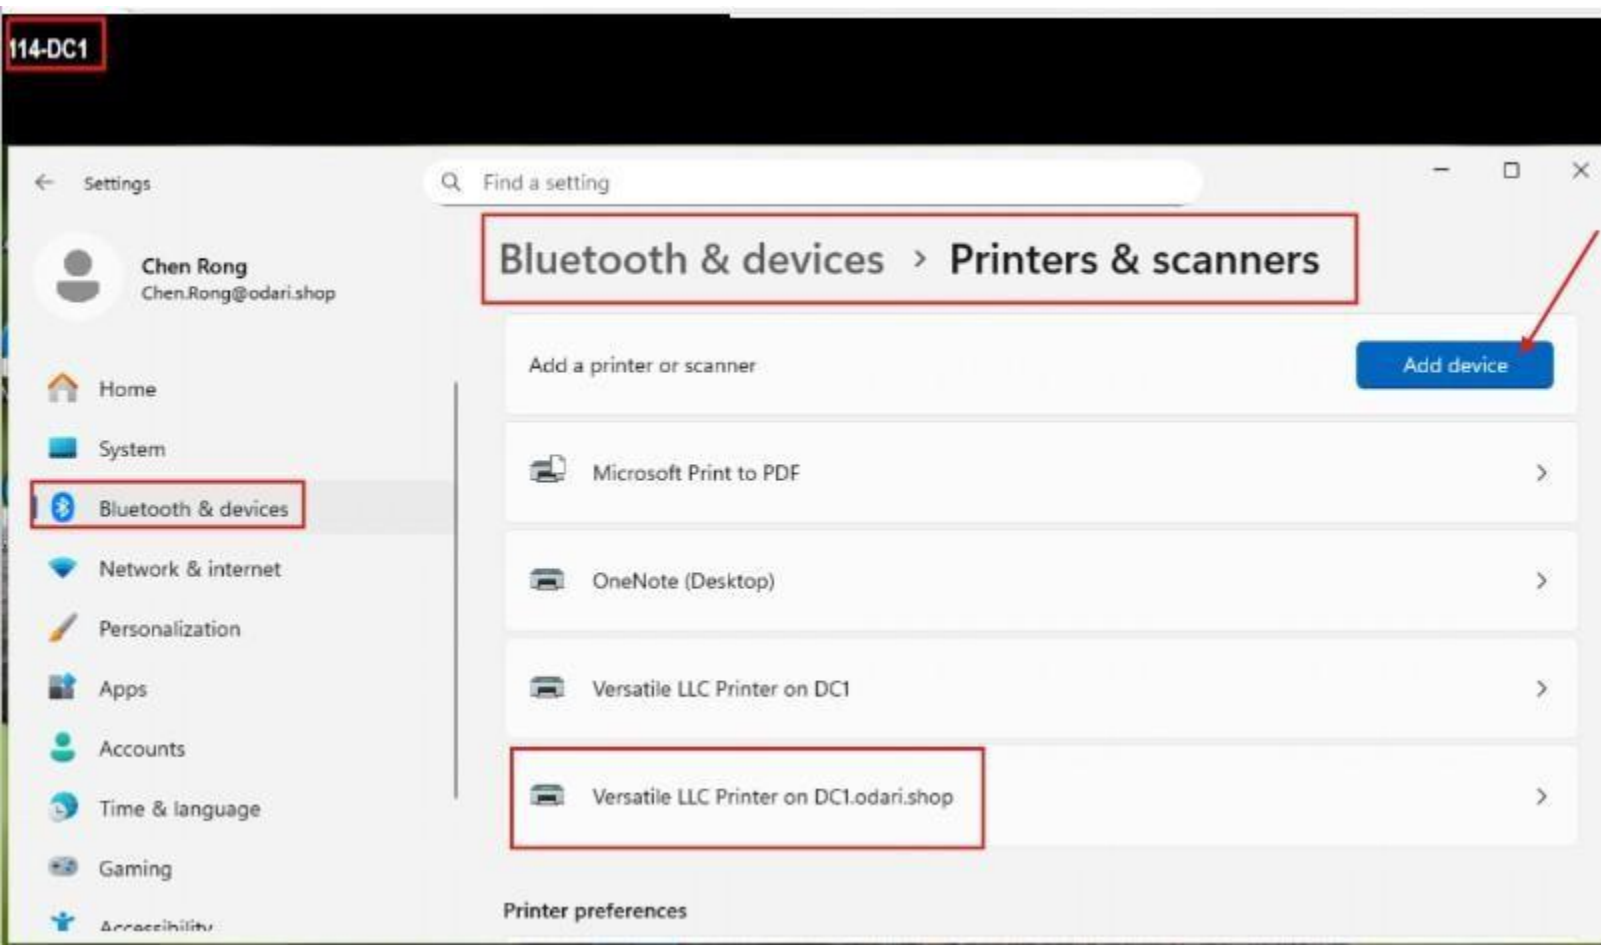 114-DC1
Settings
Find a setting
Chen Rong
Chen.Rong@odari.shop
Bluetooth & devices > Printers & scanners
Add a printer or scanner
Add device
Home
System
Bluetooth & devices
Network & internet
Personalization
Apps
Accounts
Time & language
Gaming
Accessibility
Microsoft Print to PDF
OneNote (Desktop)
Versatile LLC Printer on DC1
Versatile LLC Printer on DC1.odari.shop
Printer preferences